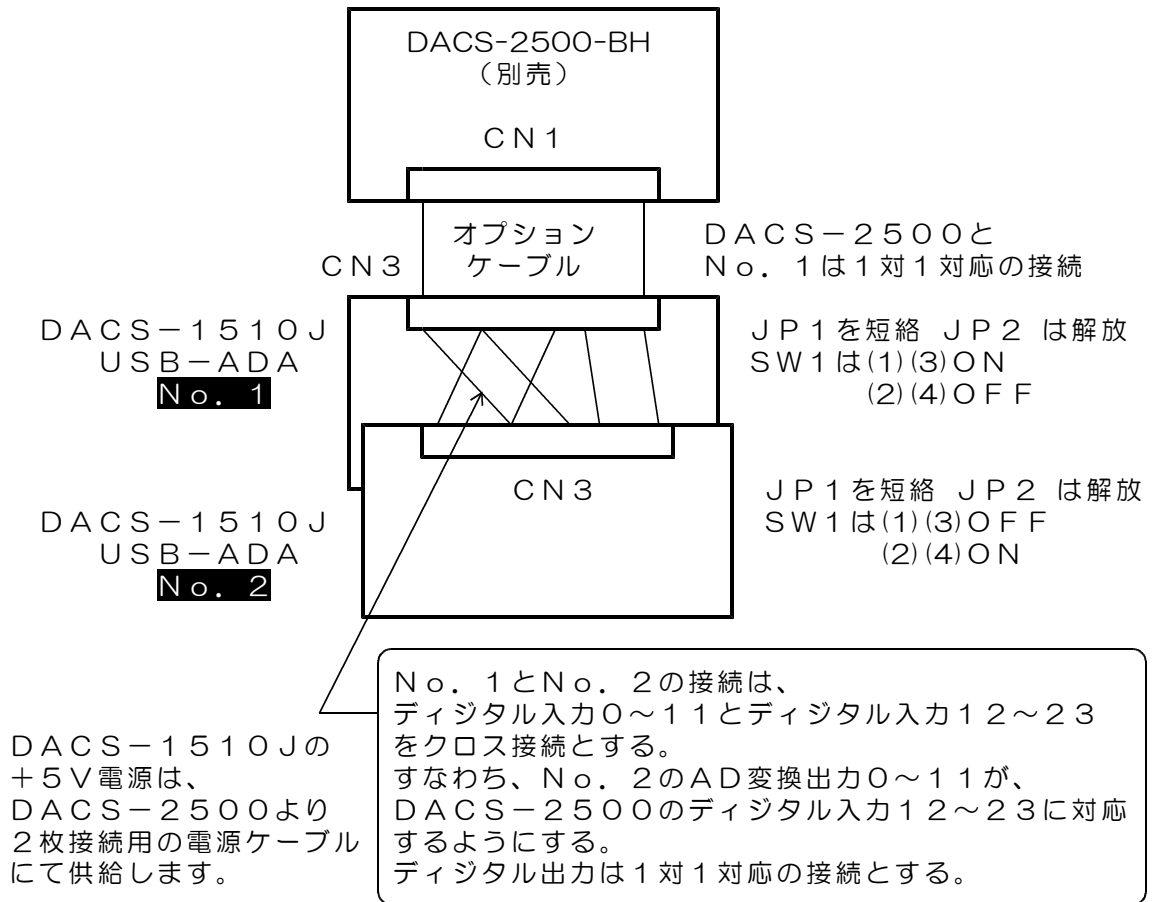 DACS-2500-BH
（別売）
ＣＮ１
オプション
ケーブル
ＣＮ３
ＤＡＣＳ－２５００と
Ｎｏ．１は１対１対応の接続
ＤＡＣＳ－１５１０Ｊ
ＵＳＢ－ＡＤＡ
Ｎｏ．１
ＪＰ１を短絡 ＪＰ２ は解放
ＳＷ１は(1)(3)ＯＮ
(2)(4)ＯＦＦ
ＣＮ３
ＤＡＣＳ－１５１０Ｊ
ＵＳＢ－ＡＤＡ
Ｎｏ．２
ＪＰ１を短絡 ＪＰ２ は解放
ＳＷ１は(1)(3)ＯＦＦ
(2)(4)ＯＮ
Ｎｏ．１とＮｏ．２の接続は、
ディジタル入力０～１１とディジタル入力１２～２３
をクロス接続とする。
すなわち、Ｎｏ．２のＡＤ変換出力０～１１が、
ＤＡＣＳ－２５００のディジタル入力１２～２３に対応
するようにする。
ディジタル出力は１対１対応の接続とする。
ＤＡＣＳ－１５１０Ｊの
＋５Ｖ電源は、
ＤＡＣＳ－２５００より
２枚接続用の電源ケーブル
にて供給します。